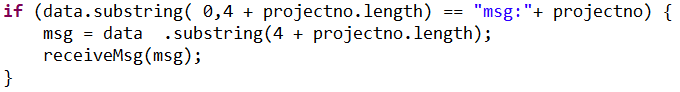 if (data.substring( 0,4 + projectno.length) == "msg:"+ projectno) {
    msg = data  .substring(4 + projectno.length);
    receiveMsg(msg);
}